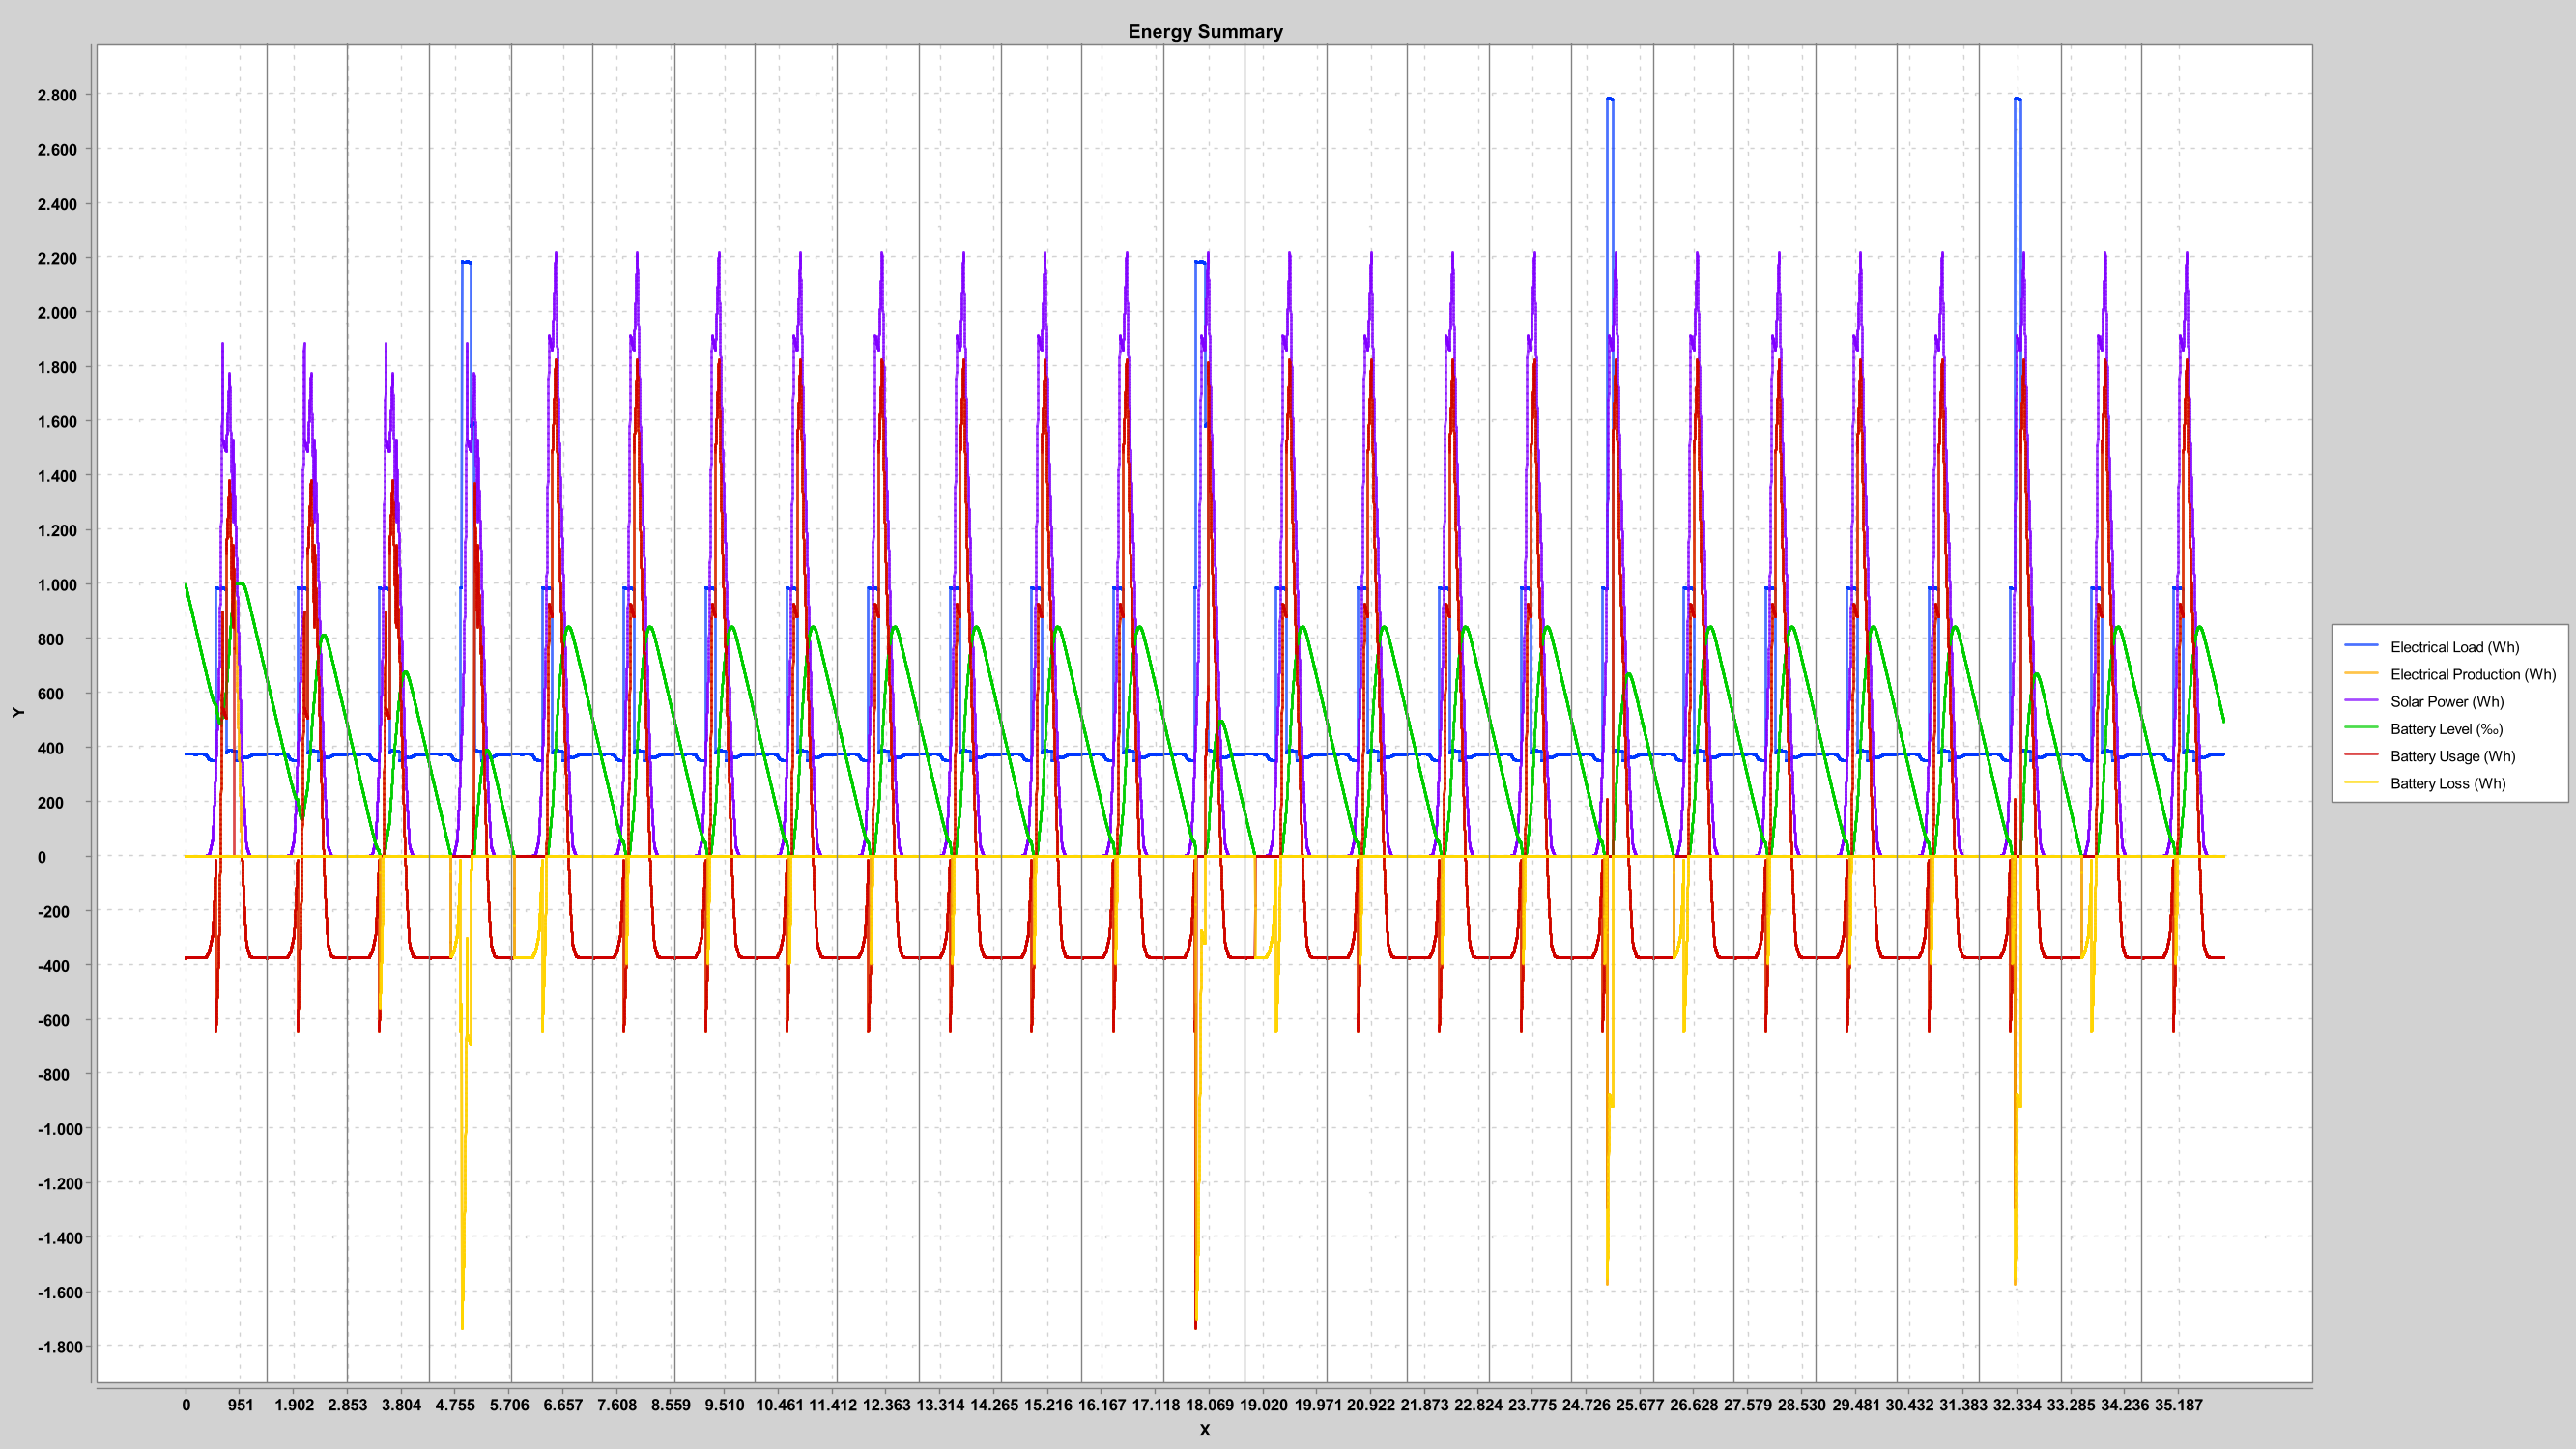 Energy Summary
2.800
2.600
2.400
2.200
2.000
1.800
1.600
1.400
1.200
1.000
800
600
400
200
0
-200
-400
-600
-800
-1.000
-1.200
-1.400
-1.600
-1.800
Y
Electrical Load (Wh)
Electrical Production (Wh)
Solar Power (Wh)
Battery Level (‰)
Battery Usage (Wh)
Battery Loss (Wh)
0 951 1.902 2.853 3.804 4.755 5.706 6.657 7.608 8.559 9.510 10.461 11.412 12.363 13.314 14.265 15.216 16.167 17.118 18.069 19.020 19.971 20.922 21.873 22.824 23.775 24.726 25.677 26.628 27.579 28.530 29.481 30.432 31.383 32.334 33.285 34.236 35.187
X